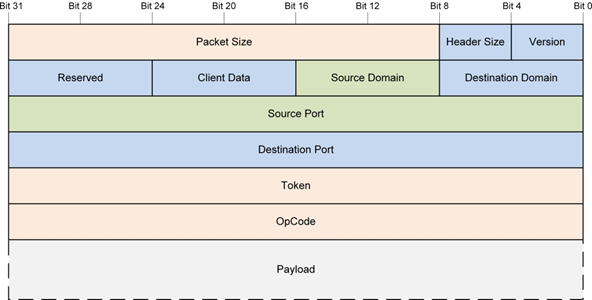 Bit 31 Bit 28 Bit 24 Bit 20 Bit 16 Bit 12 Bit 8 Bit 4 Bit 0
Packet Size Header Size Version
Reserved Client Data Source Domain Destination Domain
Source Port
Destination Port
Token
OpCode
Payload